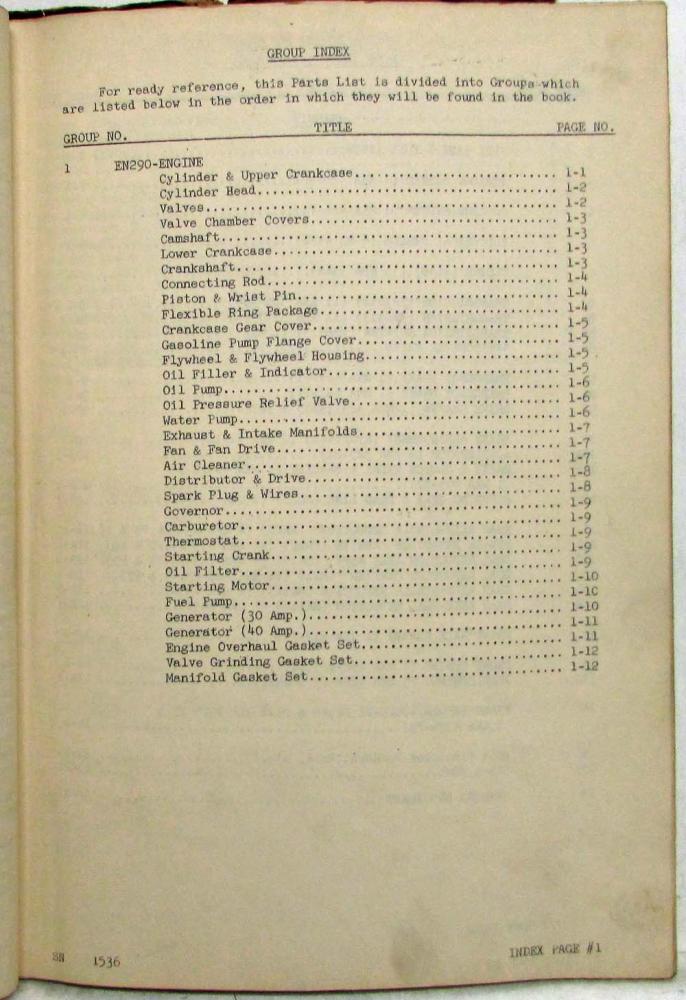 GROUP INDEX
For ready reference, this Parts List is divided into Groups which
are listed below in the order in which they will be found in the book.
GROUP NO. TITLE PAGE NO.
1 EN290-ENGINE
Cylinder & Upper Crankcase........................... 1-1
Cylinder Head........................................ 1-2
Valves............................................... 1-2
Valve Chamber Covers................................. 1-3
Camshaft............................................. 1-3
Lower Crankcase...................................... 1-3
Crankshaft........................................... 1-3
Connecting Rod....................................... 1-4
Piston & Wrist Pin................................... 1-4
Flexible Ring Package................................ 1-4
Crankcase Gear Cover................................. 1-5
Gasoline Pump Flange Cover........................... 1-5
Flywheel & Flywheel Housing.......................... 1-5
Oil Filler & Indicator............................... 1-5
Oil Pump............................................. 1-6
Oil Pressure Relief Valve............................ 1-6
Water Pump........................................... 1-6
Exhaust & Intake Manifolds........................... 1-7
Fan & Fan Drive...................................... 1-7
Air Cleaner.......................................... 1-7
Distributor & Drive.................................. 1-8
Spark Plug & Wires................................... 1-8
Governor............................................. 1-9
Carburetor........................................... 1-9
Thermostat........................................... 1-9
Starting Crank....................................... 1-9
Oil Filter........................................... 1-9
Starting Motor....................................... 1-10
Fuel Pump............................................ 1-10
Generator (30 Amp.).................................. 1-10
Generator (40 Amp.).................................. 1-11
Engine Overhaul Gasket Set........................... 1-11
Valve Grinding Gasket Set............................ 1-12
Manifold Gasket Set.................................. 1-12
SN 1536 INDEX PAGE #1